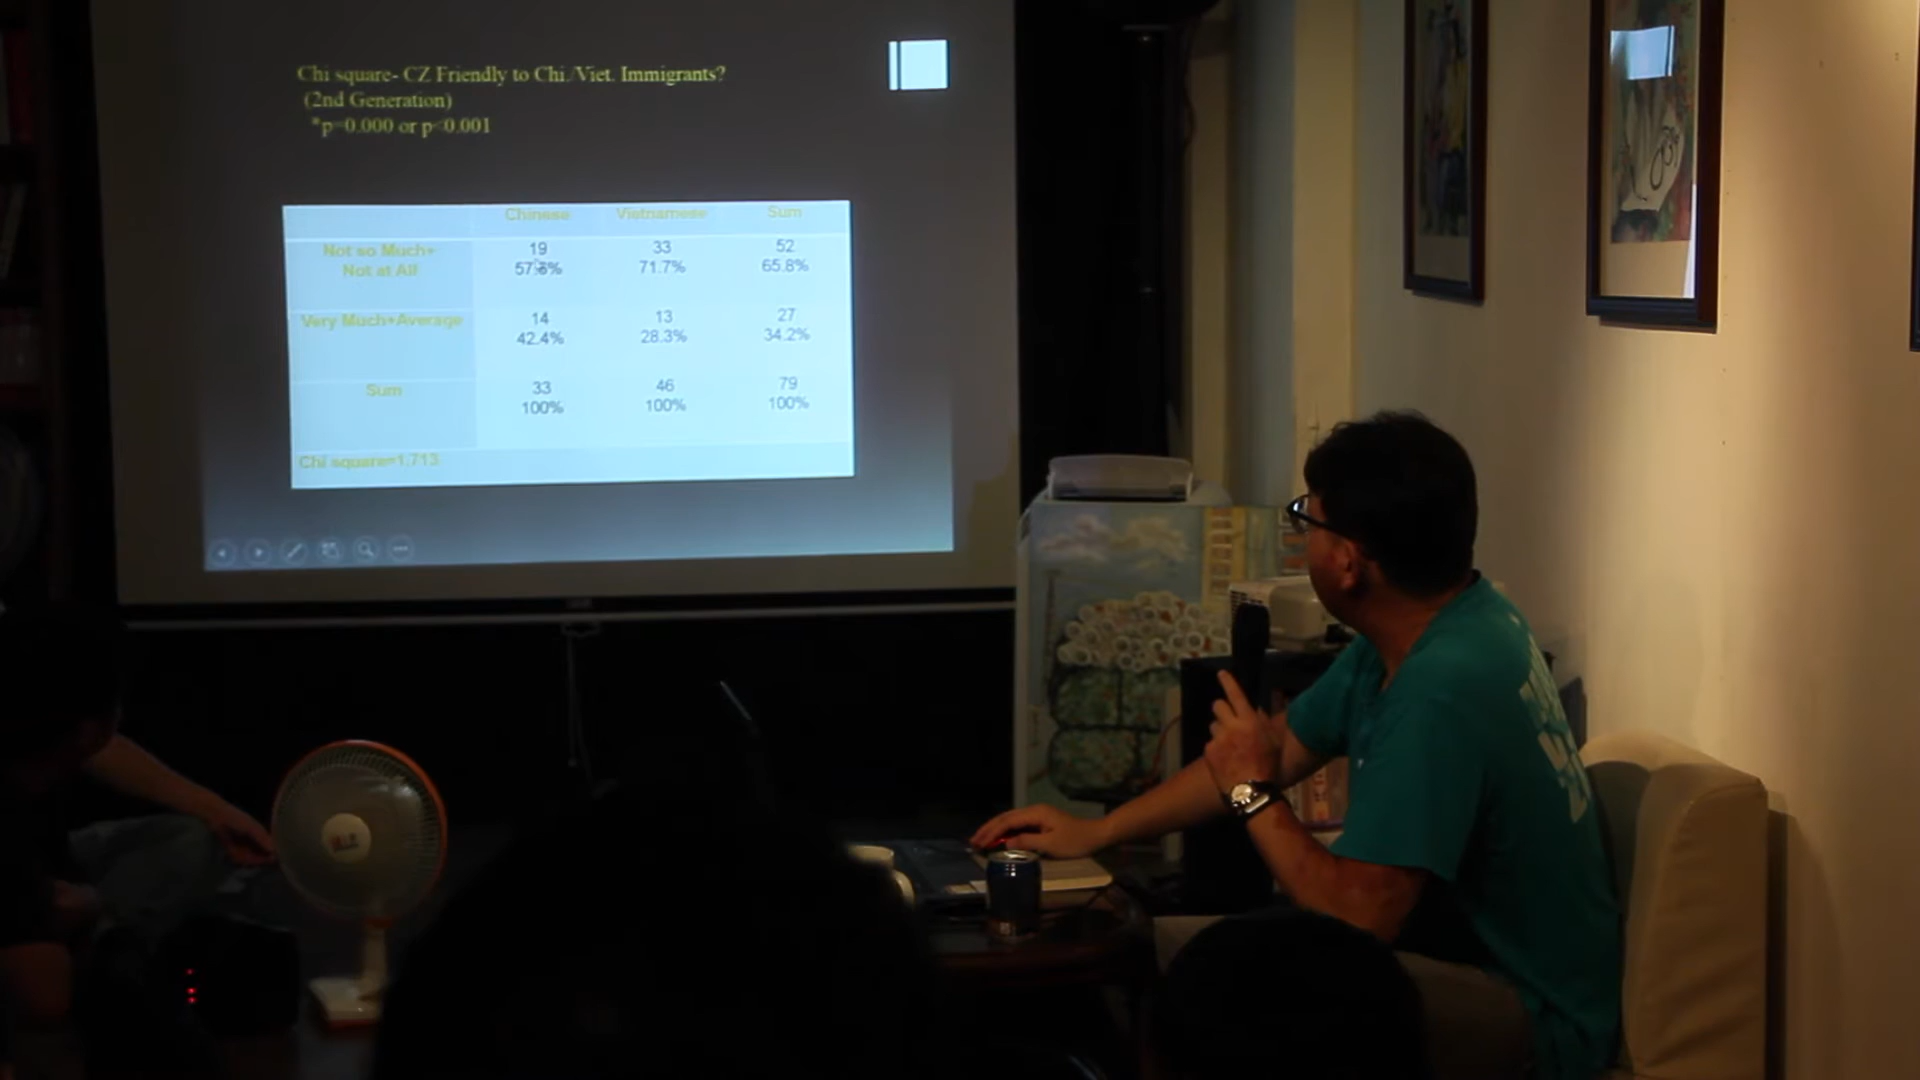 Chi square- CZ Friendly to Chi./Viet. Immigrants?
(2nd Generation)
*p=0.000 or p<0.001
Chinese Vietnamese Sum
Not so Much+ 19 33 52
Not at All 57.6% 71.7% 65.8%
Very Much+Average 14 13 27
42.4% 28.3% 34.2%
Sum 33 46 79
100% 100% 100%
Chi square=1.713